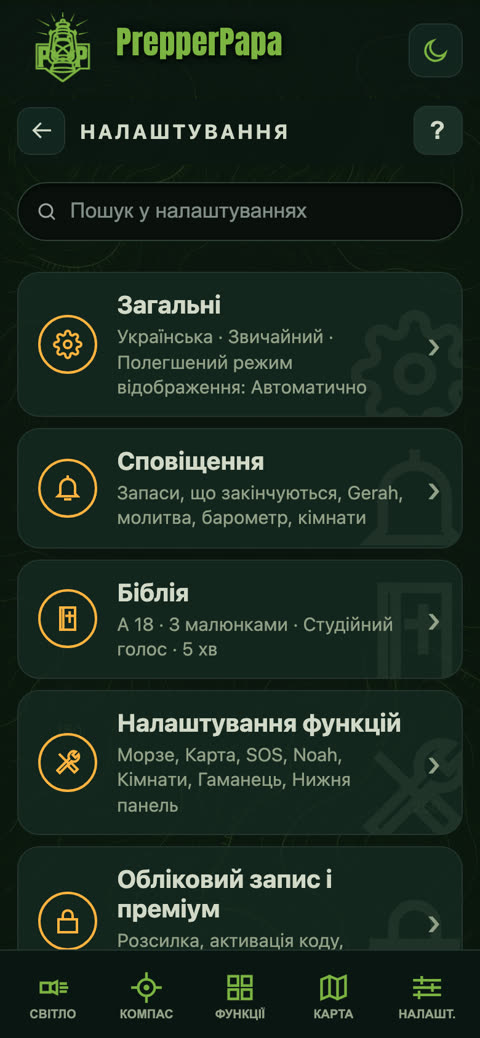 PP
PrepperPapa
НАЛАШТУВАННЯ
?
Пошук у налаштуваннях
Загальні
Українська · Звичайний ·
Полегшений режим
відображення: Автоматично
Сповіщення
Запаси, що закінчуються, Gerah,
молитва, барометр, кімнати
Біблія
A 18 · З малюнками · Студійний
голос · 5 хв
Налаштування функцій
Морзе, Карта, SOS, Noah,
Кімнати, Гаманець, Нижня
панель
Обліковий запис і
преміум
Розсилка, активація коду,
СВІТЛО
КОМПАС
ФУНКЦІЇ
КАРТА
НАЛАШТ.